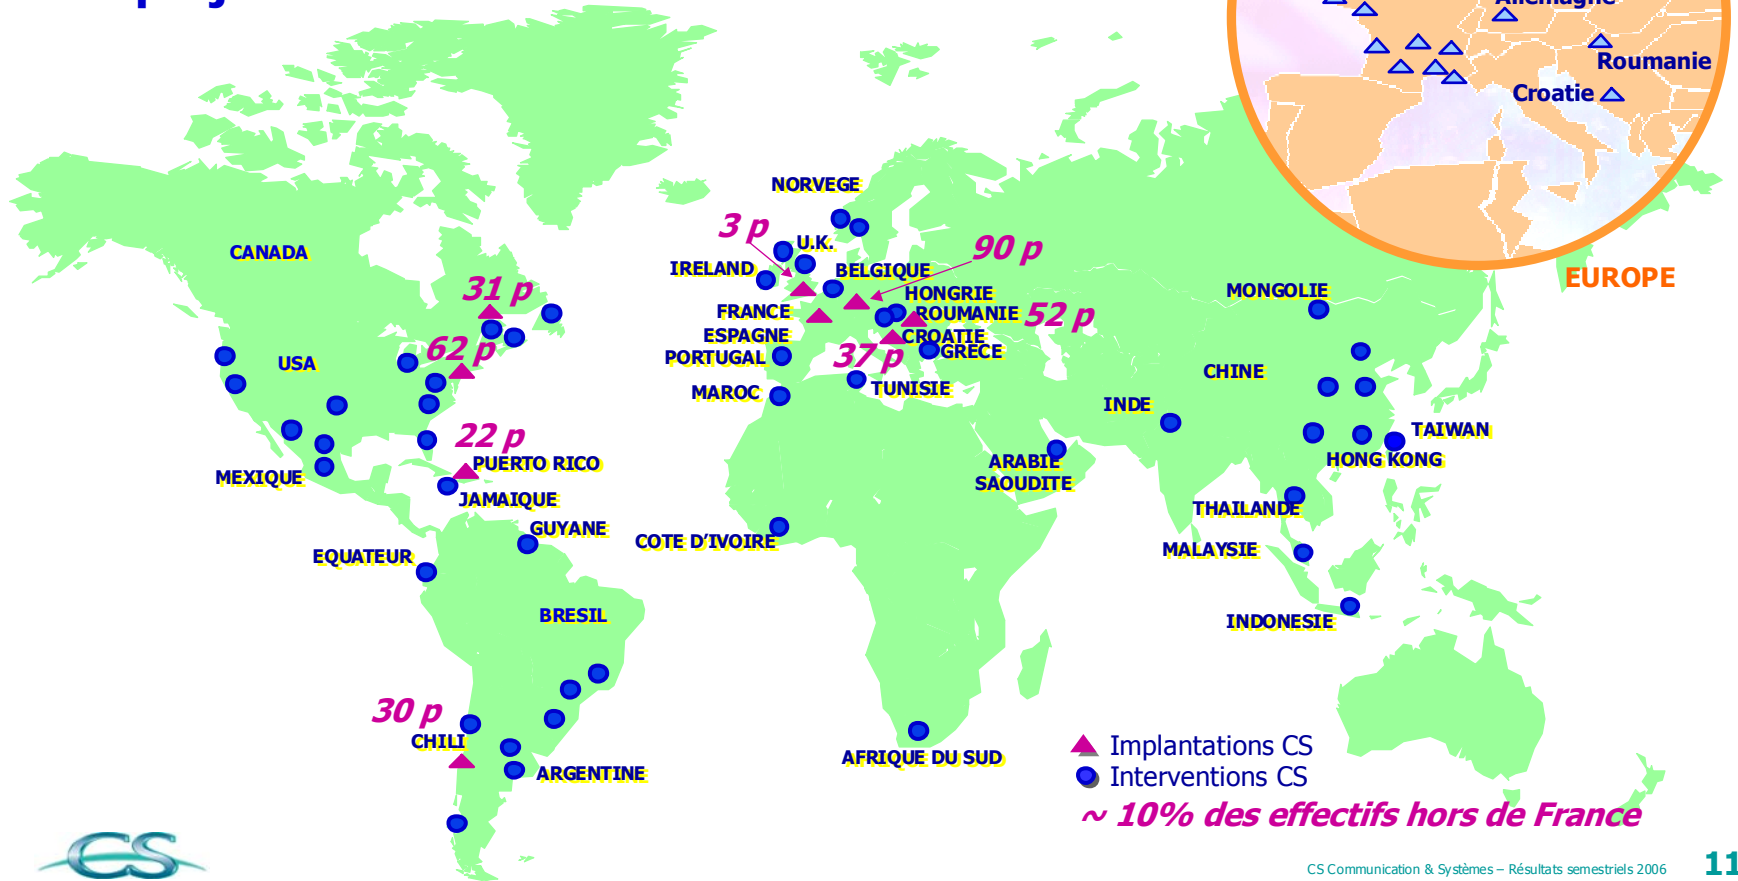 Roumanie
Croatie
EUROPE
NORVEGE
3 p
U.K.
90 p
CANADA
IRELAND
BELGIQUE
31 p
HONGRIE
MONGOLIE
FRANCE
ROUMANIE
52 p
ESPAGNE
CROATIE
62 p
PORTUGAL
37 p
GRECE
USA
CHINE
MAROC
TUNISIE
INDE
22 p
TAIWAN
PUERTO RICO
ARABIE
SAOUDITE
HONG KONG
MEXIQUE
JAMAIQUE
THAILANDE
GUYANE
COTE D'IVOIRE
EQUATEUR
MALAYSIE
BRESIL
INDONESIE
30 p
CHILI
AFRIQUE DU SUD
ARGENTINE
Implantations CS
Interventions CS
~ 10% des effectifs hors de France
CS
CS Communication & Systèmes – Résultats semestriels 2006
11